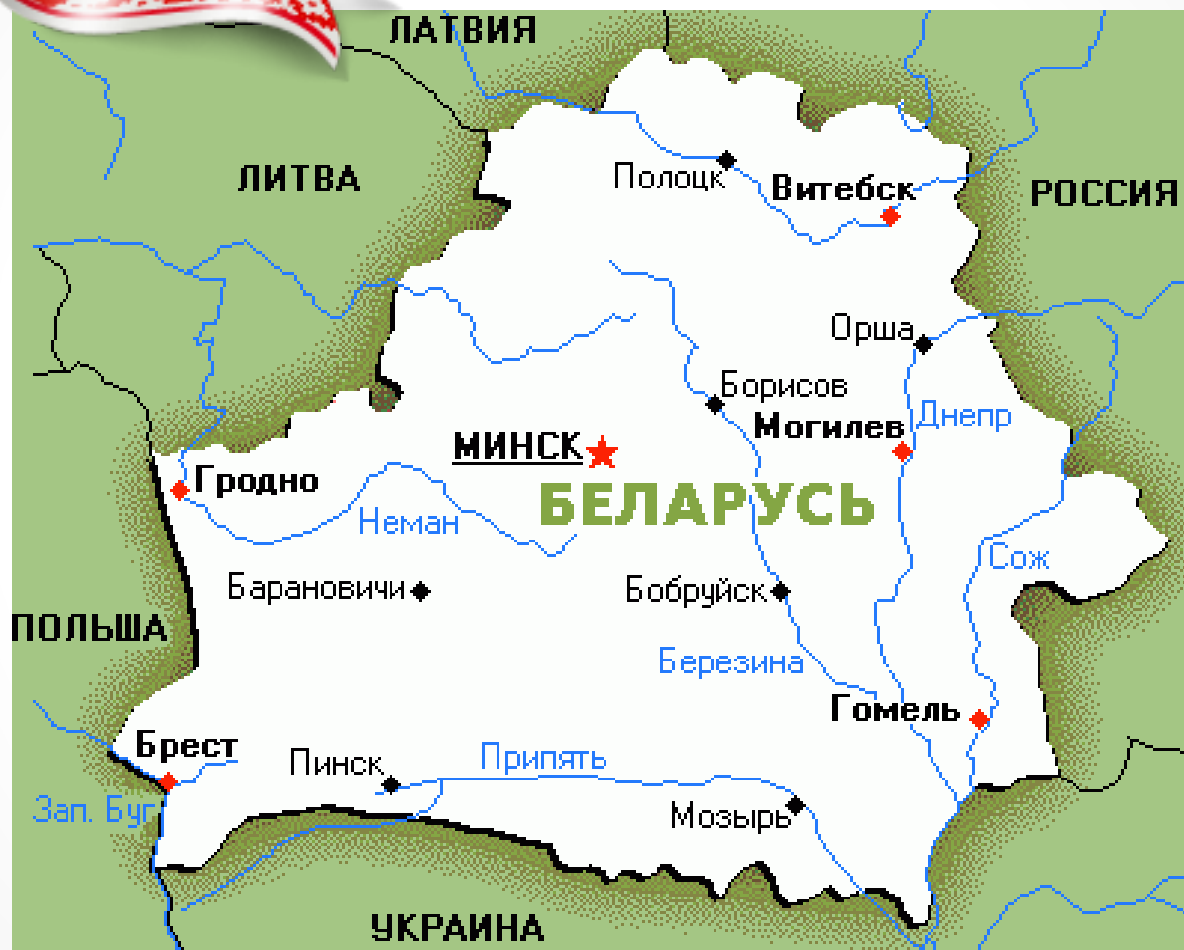 ЛАТВИЯ
ЛИТВА
Полоцк
Витебск
РОССИЯ
Орша
Борисов
Днепр
Могилев
МИНСК
Гродно
БЕЛАРУСЬ
Неман
Сож
Барановичи
Бобруйск
ПОЛЬША
Березина
Гомель
Брест
Пинск
Припять
Зап. Буг
Мозырь
УКРАИНА